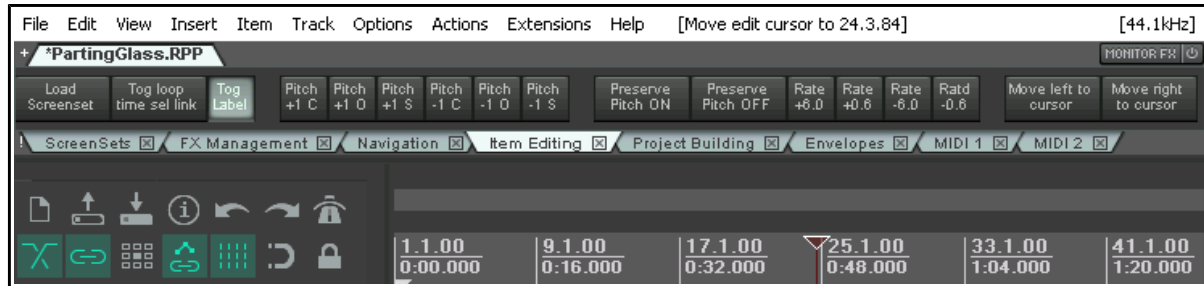 File Edit View Insert Item Track Options Actions Extensions Help [Move edit cursor to 24.3.84] [44.1kHz]
+ *PartingGlass.RPP MONITOR FX
Load Screenset Tog loop time sel link Tog Label Pitch +1 C Pitch +1 O Pitch +1 S Pitch -1 C Pitch -1 O Pitch -1 S Preserve Pitch ON Preserve Pitch OFF Rate +6.0 Rate +0.6 Rate -6.0 Ratd -0.6 Move left to cursor Move right to cursor
! ScreenSets FX Management Navigation Item Editing Project Building Envelopes MIDI 1 MIDI 2
1.1.00 9.1.00 17.1.00 25.1.00 33.1.00 41.1.00
0:00.000 0:16.000 0:32.000 0:48.000 1:04.000 1:20.000